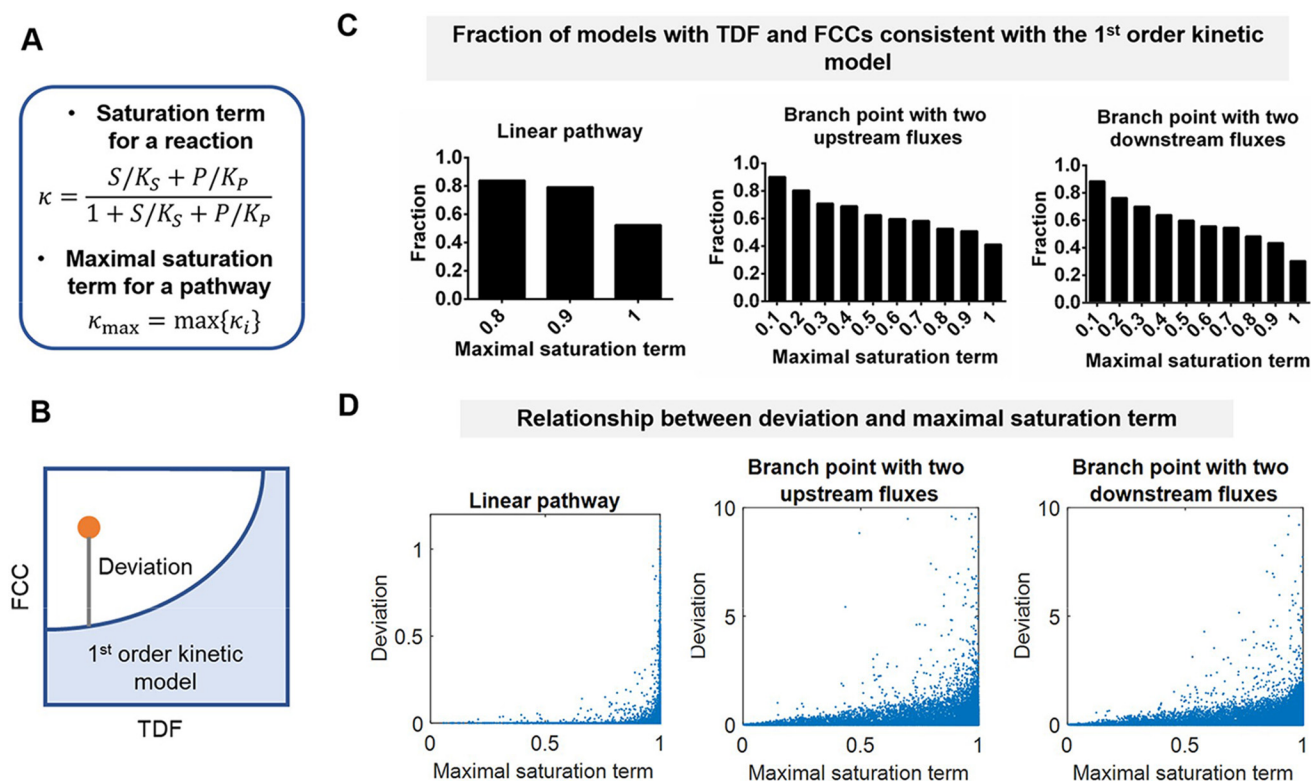 A
• Saturation term
for a reaction
κ = S/K_S + P/K_P
1 + S/K_S + P/K_P
• Maximal saturation
term for a pathway
κ_max = max{κ_i}
B
FCC
Deviation
1st order kinetic
model
TDF
C
Fraction of models with TDF and FCCs consistent with the 1st order kinetic
model
Linear pathway
Fraction
1.0
0.8
0.6
0.4
0.2
0.0
0.8 0.9 1
Maximal saturation term
Branch point with two
upstream fluxes
Fraction
1.0
0.8
0.6
0.4
0.2
0.0
0.1 0.2 0.3 0.4 0.5 0.6 0.7 0.8 0.9 1
Maximal saturation term
Branch point with two
downstream fluxes
Fraction
1.0
0.8
0.6
0.4
0.2
0.0
0.1 0.2 0.3 0.4 0.5 0.6 0.7 0.8 0.9 1
Maximal saturation term
D
Relationship between deviation and maximal saturation term
Linear pathway
Deviation
1
0.5
0
0 0.5 1
Maximal saturation term
Branch point with two
upstream fluxes
Deviation
10
5
0
0 0.5 1
Maximal saturation term
Branch point with two
downstream fluxes
Deviation
10
5
0
0 0.5 1
Maximal saturation term